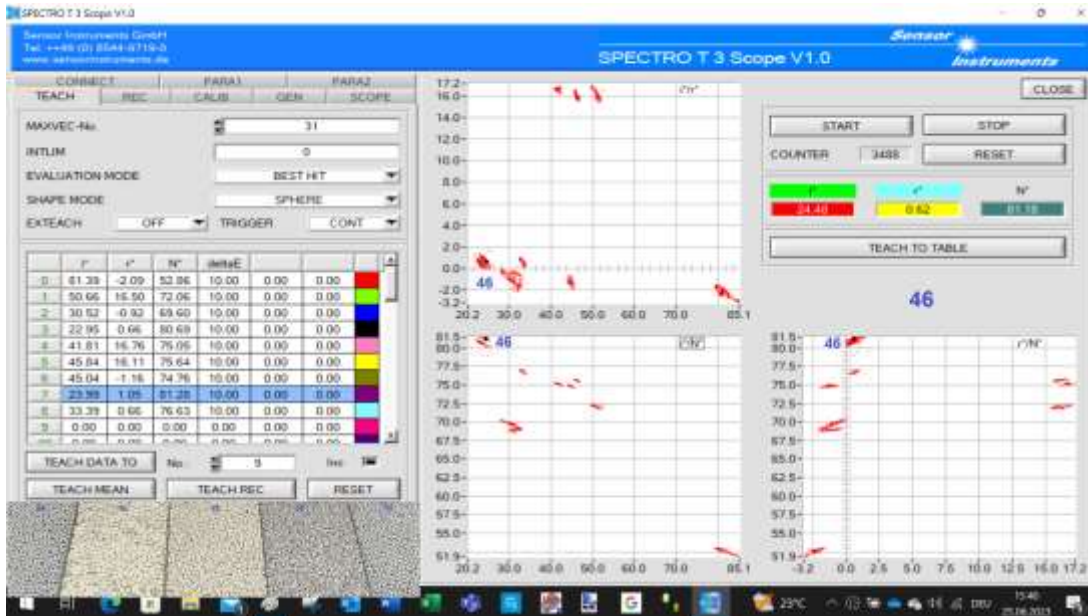 SPECTRO T 3 Scope V1.0
Sensor Instruments GmbH
SPECTRO T 3 Scope V1.0
Sensor
Instruments
CONNECT PARA1 PARA2
TEACH REC CALIB GEN SCOPE
CLOSE
MAXVEC-No. 31
INTLIM 0
EVALUATION MODE BEST HIT
SHAPE MODE SPHERE
EXTEACH OFF TRIGGER CONT
START STOP
COUNTER 3488 RESET
24.48 0.62
TEACH TO TABLE
46
deltaE
0 61.39 -2.09 52.86 10.00 0.00 0.00
1 50.66 16.50 72.06 10.00 0.00 0.00
2 30.52 -0.92 69.60 10.00 0.00 0.00
3 22.95 0.66 80.69 10.00 0.00 0.00
4 41.81 16.76 75.05 10.00 0.00 0.00
5 45.84 16.11 75.64 10.00 0.00 0.00
6 45.04 -1.16 74.76 10.00 0.00 0.00
7 23.98 1.05 81.28 10.00 0.00 0.00
8 33.39 0.66 76.63 10.00 0.00 0.00
9 0.00 0.00 0.00 0.00 0.00 0.00
TEACH DATA TO No.: 9 Inc
TEACH MEAN TEACH REC RESET
17.2
16.0
14.0
12.0
10.0
8.0
6.0
4.0
2.0
0.0
-2.0
-3.2
46
20.2 30.0 40.0 50.0 60.0 70.0 85.1
81.5
80.0
77.5
75.0
72.5
70.0
67.5
65.0
62.5
60.0
57.5
55.0
51.9
46
20.2 30.0 40.0 50.0 60.0 70.0 85.1
81.5
80.0
77.5
75.0
72.5
70.0
67.5
65.0
62.5
60.0
57.5
55.0
51.9
46
-3.2 0.0 2.5 5.0 7.5 10.0 12.5 16.0 17.2
23°C
DEU
15:40